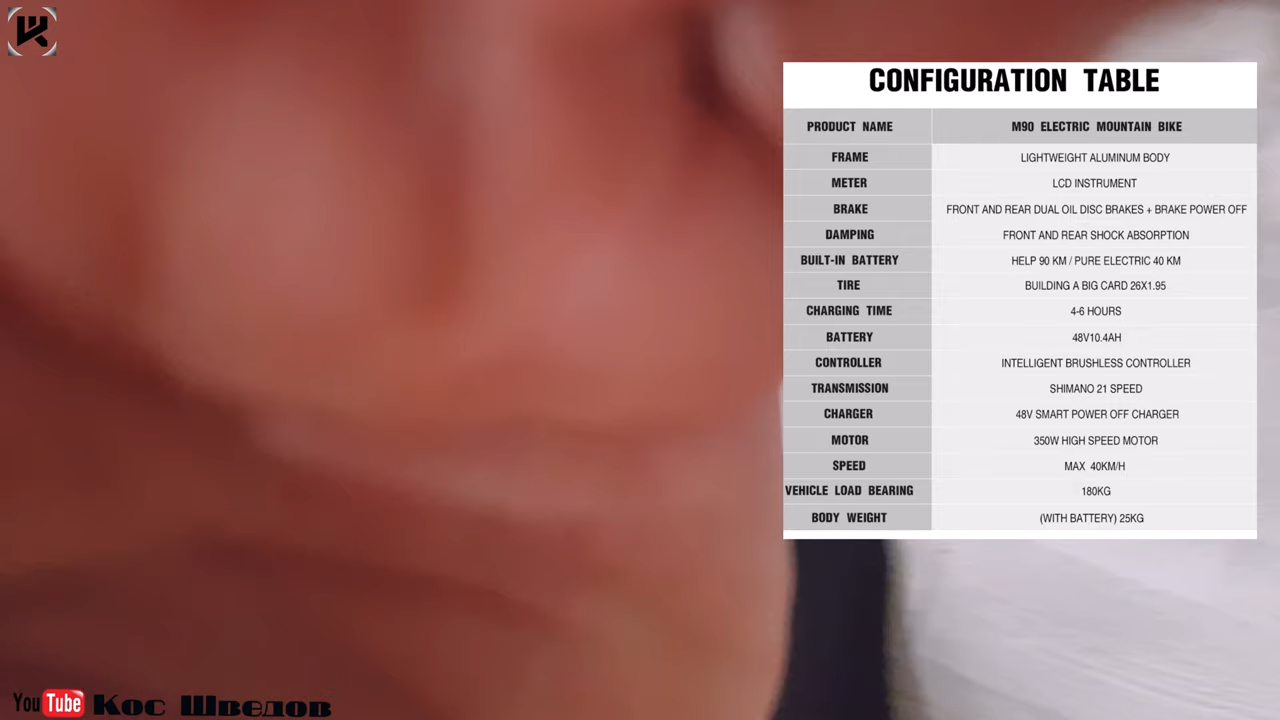 CONFIGURATION TABLE
PRODUCT NAME M90 ELECTRIC MOUNTAIN BIKE
FRAME LIGHTWEIGHT ALUMINUM BODY
METER LCD INSTRUMENT
BRAKE FRONT AND REAR DUAL OIL DISC BRAKES + BRAKE POWER OFF
DAMPING FRONT AND REAR SHOCK ABSORPTION
BUILT-IN BATTERY HELP 90 KM / PURE ELECTRIC 40 KM
TIRE BUILDING A BIG CARD 26X1.95
CHARGING TIME 4-6 HOURS
BATTERY 48V10.4AH
CONTROLLER INTELLIGENT BRUSHLESS CONTROLLER
TRANSMISSION SHIMANO 21 SPEED
CHARGER 48V SMART POWER OFF CHARGER
MOTOR 350W HIGH SPEED MOTOR
SPEED MAX 40KM/H
VEHICLE LOAD BEARING 180KG
BODY WEIGHT (WITH BATTERY) 25KG
YouTube Кос Шведов